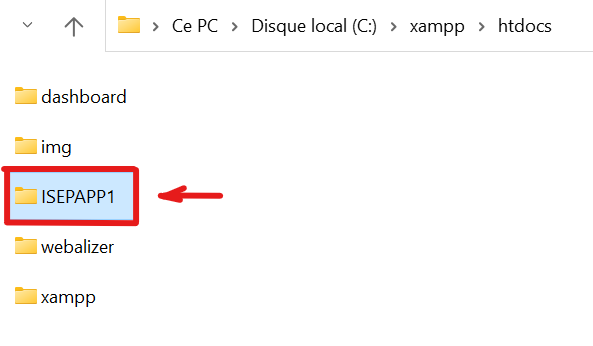 Ce PC > Disque local (C:) > xampp > htdocs
dashboard
img
ISEPAPP1
webalizer
xampp